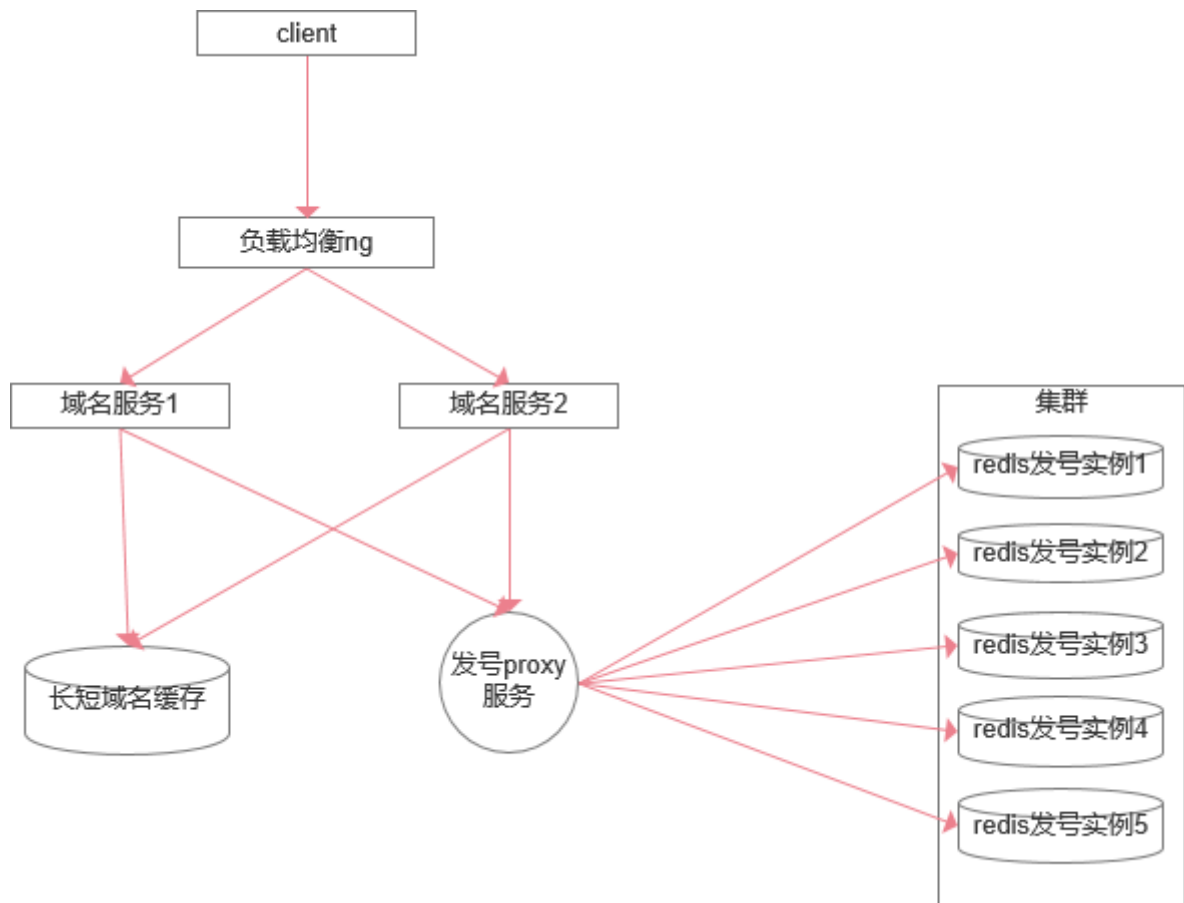 client
负载均衡ng
域名服务1
域名服务2
集群
redis发号实例1
redis发号实例2
redis发号实例3
redis发号实例4
redis发号实例5
长短域名缓存
发号proxy
服务